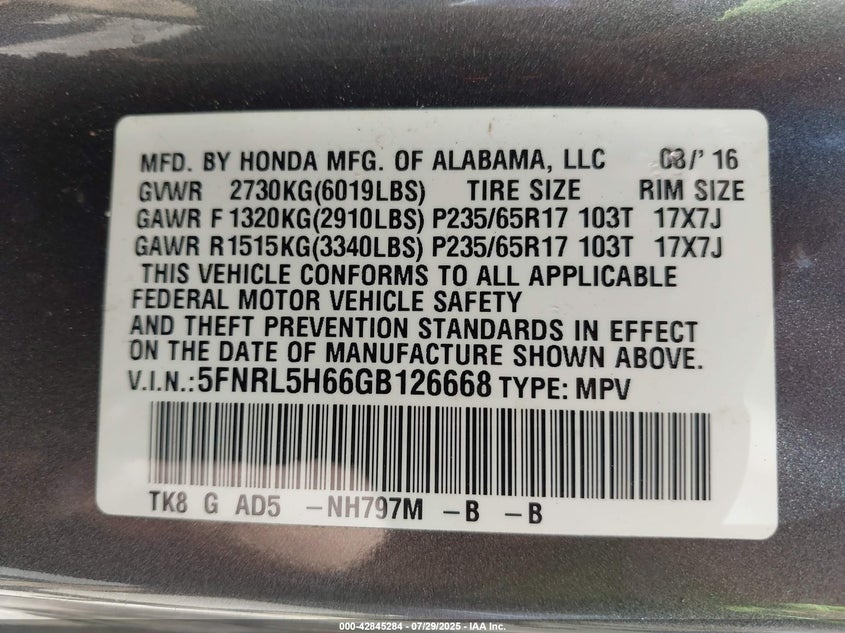 MFD. BY HONDA MFG. OF ALABAMA, LLC 03/' 16
GVWR 2730KG(6019LBS) TIRE SIZE RIM SIZE
GAWR F 1320KG(2910LBS) P235/65R17 103T 17X7J
GAWR R1515KG(3340LBS) P235/65R17 103T 17X7J
THIS VEHICLE CONFORMS TO ALL APPLICABLE
FEDERAL MOTOR VEHICLE SAFETY
AND THEFT PREVENTION STANDARDS IN EFFECT
ON THE DATE OF MANUFACTURE SHOWN ABOVE.
V.I.N.:5FNRL5H66GB126668 TYPE: MPV
TK8 G AD5 -NH797M -B -B
000-42845284 | 07/29/2025 - IAA Inc.